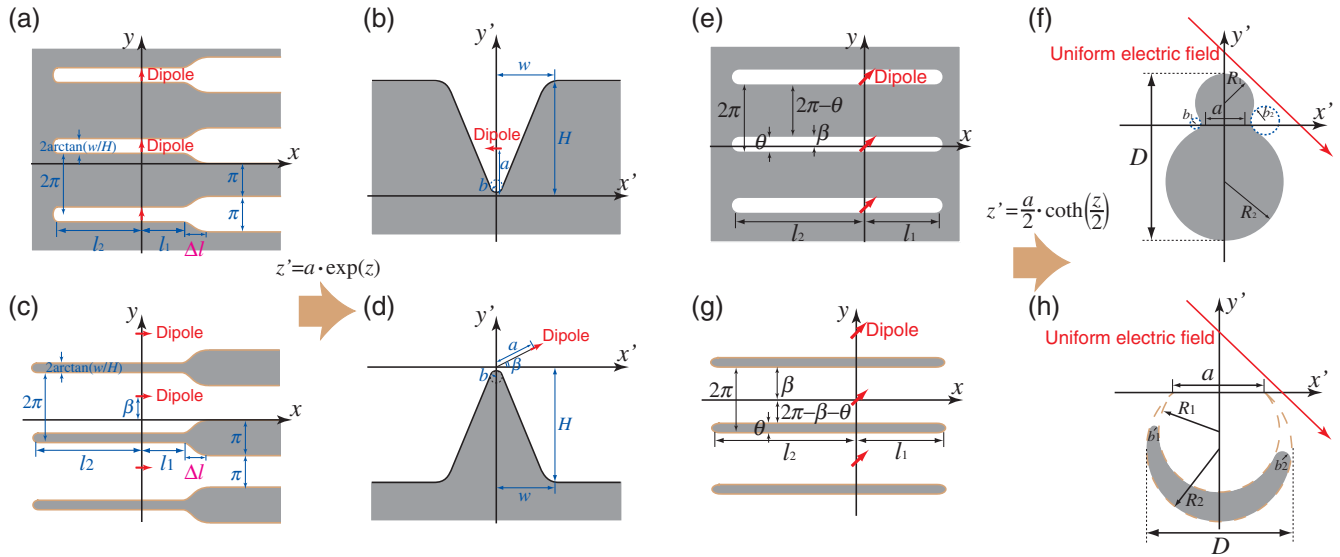 (a)
y
Dipole
Dipole
2arctan(w/H)
x
2π
π
π
l₂
l₁
Δl
(b)
y'
w
Dipole
H
a
b
x'
(c)
y
Dipole
2arctan(w/H)
Dipole
2π
β
x
l₂
l₁
π
π
Δl
z'=a·exp(z)
(d)
y'
Dipole
a
x'
β
b
H
w
(e)
y
Dipole
2π
2π−θ
θ
β
x
l₂
l₁
(f)
y'
Uniform electric field
R₁
b₁
a
b₂
x'
D
R₂
z'=a/2·coth(z/2)
(g)
y
Dipole
2π
β
x
2π−β−θ
θ
l₂
l₁
(h)
y'
Uniform electric field
x'
a
R₁
b'₁
b'₂
R₂
D